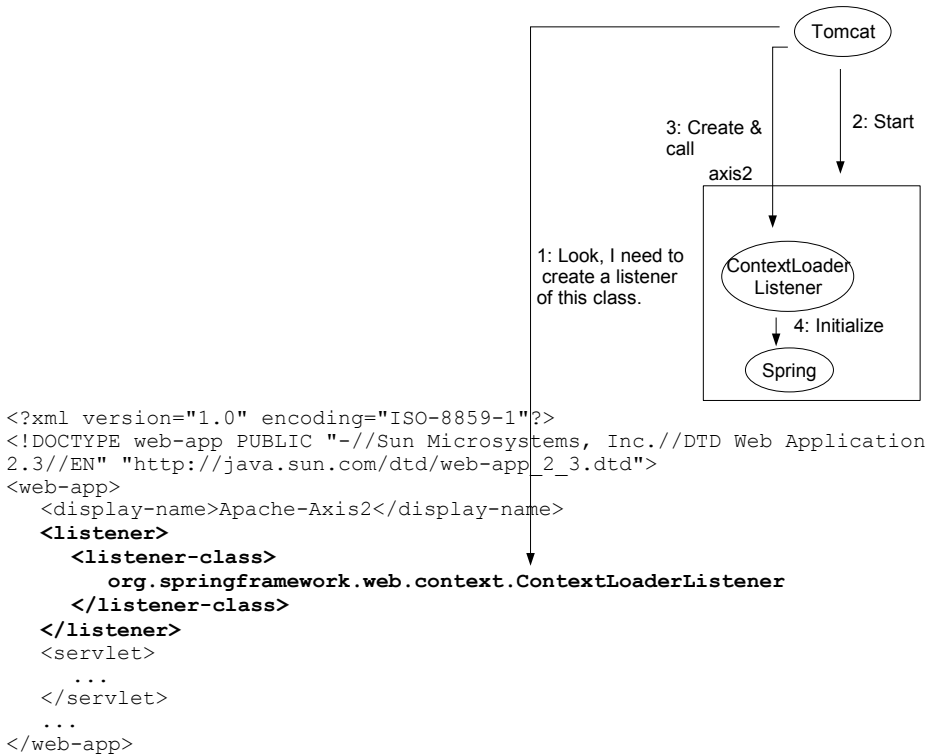 Tomcat
3: Create &
call
2: Start
axis2
1: Look, I need to
create a listener
of this class.
ContextLoader
Listener
4: Initialize
Spring
<?xml version="1.0" encoding="ISO-8859-1"?>
<!DOCTYPE web-app PUBLIC "-//Sun Microsystems, Inc.//DTD Web Application
2.3//EN" "http://java.sun.com/dtd/web-app_2_3.dtd">
<web-app>
<display-name>Apache-Axis2</display-name>
<listener>
<listener-class>
org.springframework.web.context.ContextLoaderListener
</listener-class>
</listener>
<servlet>
...
</servlet>
...
</web-app>